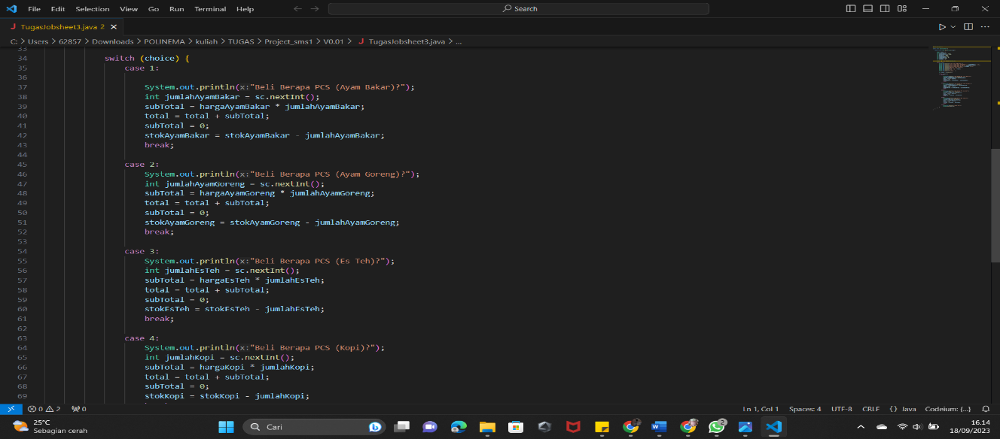 File Edit Selection View Go Run Terminal Help Search
J TugasJobsheet3.java 2
C: > Users > 62857 > Downloads > POLINEMA > kuliah > TUGAS > Project_sms1 > V0.01 > J TugasJobsheet3.java > ...
33
34 switch (choice) {
35 case 1:
36
37 System.out.println(x:"Beli Berapa PCS (Ayam Bakar)?");
38 int jumlahAyamBakar = sc.nextInt();
39 subTotal = hargaAyamBakar * jumlahAyamBakar;
40 total = total + subTotal;
41 subTotal = 0;
42 stokAyamBakar = stokAyamBakar - jumlahAyamBakar;
43 break;
44
45 case 2:
46 System.out.println(x:"Beli Berapa PCS (Ayam Goreng)?");
47 int jumlahAyamGoreng = sc.nextInt();
48 subTotal = hargaAyamGoreng * jumlahAyamGoreng;
49 total = total + subTotal;
50 subTotal = 0;
51 stokAyamGoreng = stokAyamGoreng - jumlahAyamGoreng;
52 break;
53
54 case 3:
55 System.out.println(x:"Beli Berapa PCS (Es Teh)?");
56 int jumlahEsTeh = sc.nextInt();
57 subTotal = hargaEsTeh * jumlahEsTeh;
58 total = total + subTotal;
59 subTotal = 0;
60 stokEsTeh = stokEsTeh - jumlahEsTeh;
61 break;
62
63 case 4:
64 System.out.println(x:"Beli Berapa PCS (Kopi)?");
65 int jumlahKopi = sc.nextInt();
66 subTotal = hargaKopi * jumlahKopi;
67 total = total + subTotal;
68 subTotal = 0;
69 stokKopi = stokKopi - jumlahKopi;
0 2 0 Ln 1, Col 1 Spaces: 4 UTF-8 CRLF {} Java Codeium: {...}
25°C
Sebagian cerah
Cari
2
16.14
18/09/2023